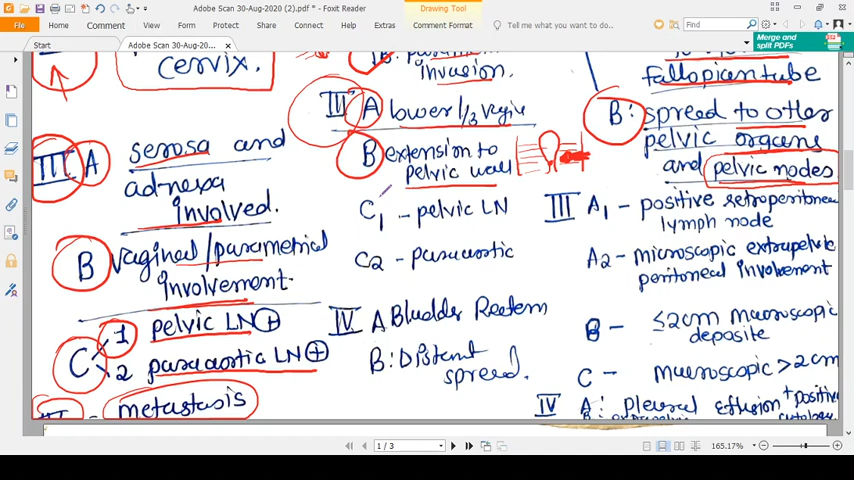 Adobe Scan 30-Aug-2020 (2).pdf * - Foxit Reader
Drawing Tool
File
Home
Comment
View
Form
Protect
Share
Connect
Help
Extras
Comment Format
Tell me what you want to do...
Find
Start
Adobe Scan 30-Aug-2020 (2....
Merge and
split PDFs
cervix.
invasion.
III A lower 1/3 vagina
B extension to
pelvic wall
C1 - pelvic LN
C2 - paraaortic
IV A Bladder Rectem
B: Distant
spread.
III A serosa and
adnexa
involved.
B vaginal/parametrial
involvement.
C 1 pelvic LN +
2 paraaortic LN +
metastasis
fallopian tube
B: spread to other
pelvic organs
and pelvic nodes
III A1 - positive retroperitonea
lymph node
A2 - microscopic extrapelvic
peritoneal involvement
B - ≤2cm macroscopic
deposite
C - macroscopic >2cm
IV A: pleural effusion + positive
1 / 3
165.17%